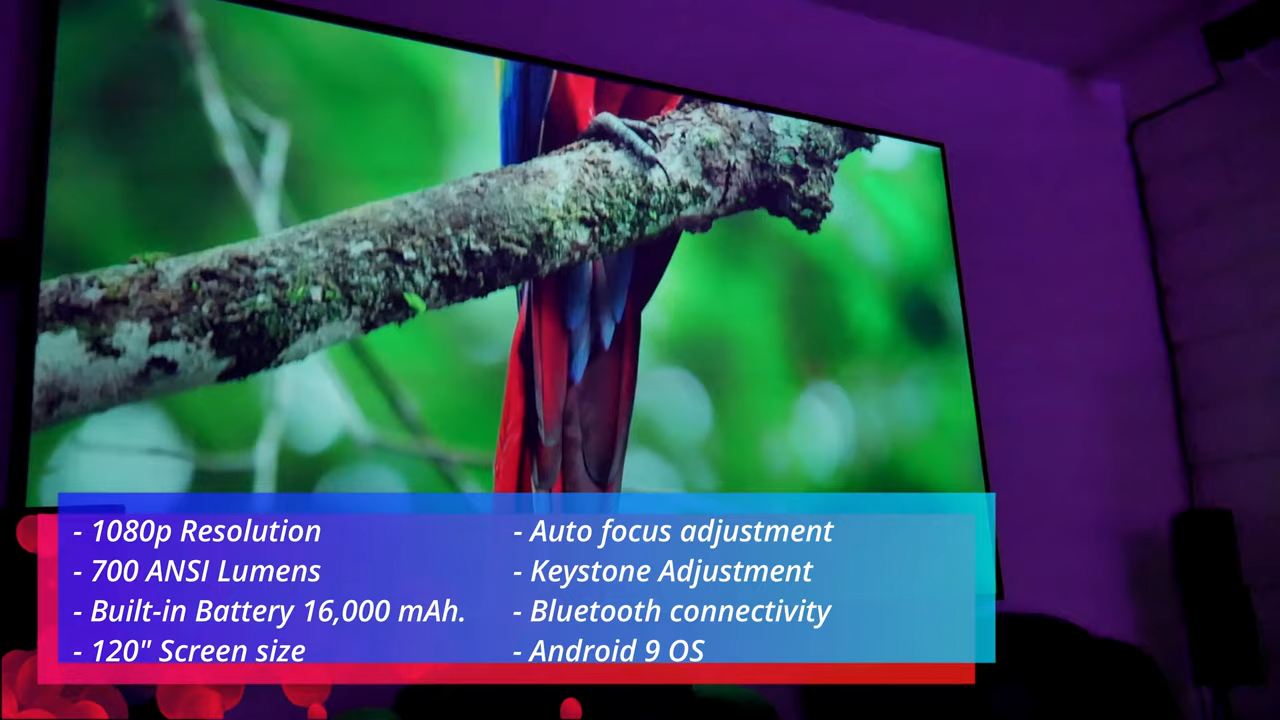 - 1080p Resolution
- 700 ANSI Lumens
- Built-in Battery 16,000 mAh.
- 120" Screen size
- Auto focus adjustment
- Keystone Adjustment
- Bluetooth connectivity
- Android 9 OS